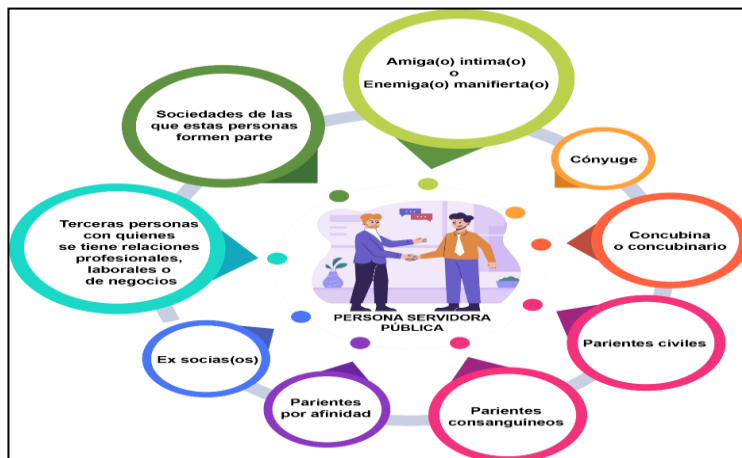 Amiga(o) intima(o)
o
Enemiga(o) manifierta(o)
Sociedades de las
que estas personas
formen parte
Cónyuge
Terceras personas
con quiénes
se tiene relaciones
profesionales,
laborales o
de negocios
Concubina
o concubinario
PERSONA SERVIDORA
PÚBLICA
Parientes civiles
Ex socias(os)
Parientes
por afinidad
Parientes
consanguíneos